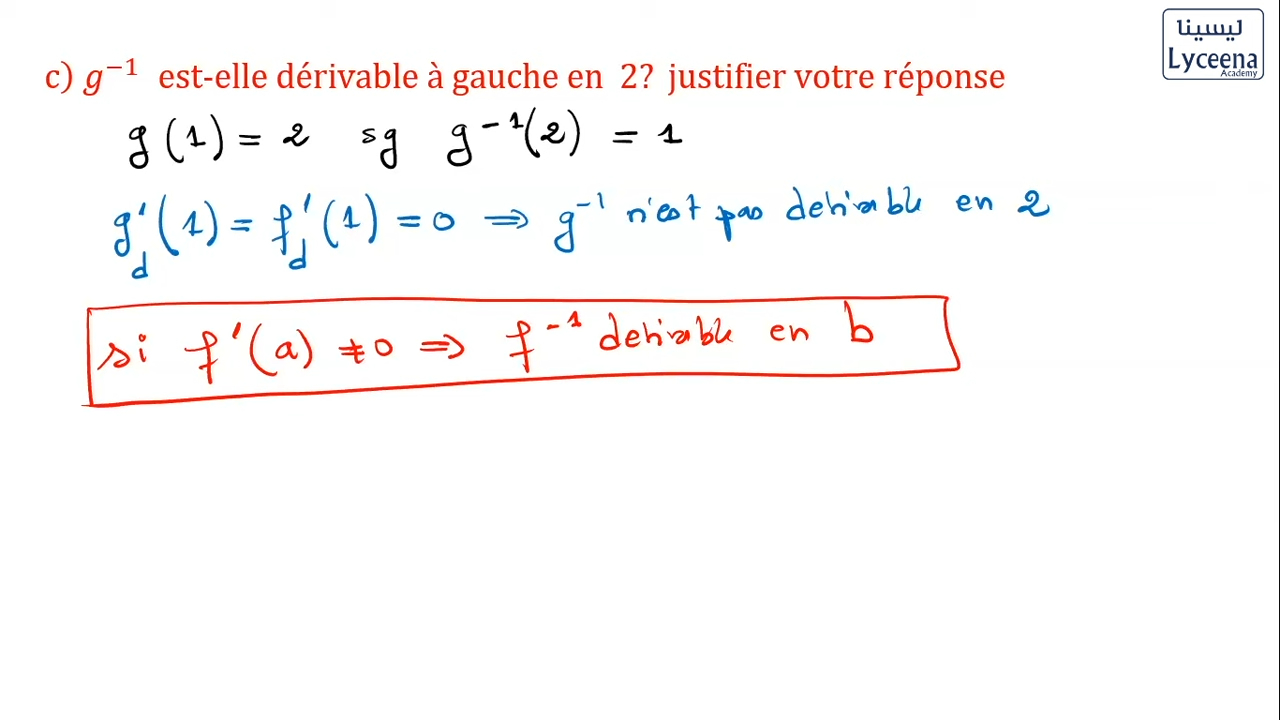 ليسينا
Lyceena
Academy
c) g⁻¹ est-elle dérivable à gauche en 2? justifier votre réponse
g(1) = 2 sg g⁻¹(2) = 1
g'd(1) = f'd(1) = 0 ⇒ g⁻¹ n'est pas derivable en 2
si f'(a) ≠ 0 ⇒ f⁻¹ derivable en b